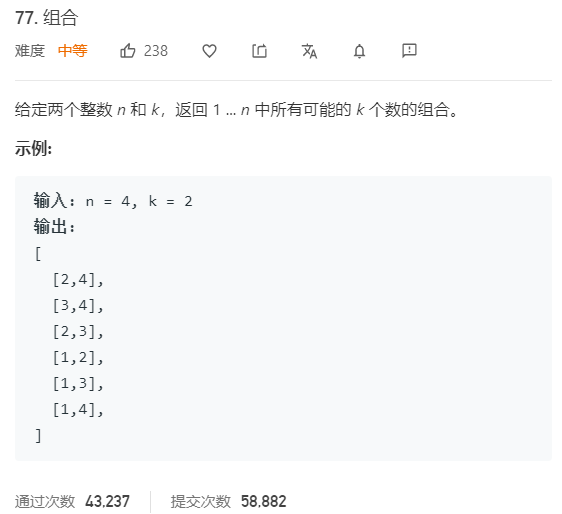 77. 组合
难度 中等 238
给定两个整数 n 和 k，返回 1 ... n 中所有可能的 k 个数的组合。
示例:
输入: n = 4, k = 2
输出:
[
  [2,4],
  [3,4],
  [2,3],
  [1,2],
  [1,3],
  [1,4],
]
通过次数 43,237 提交次数 58,882